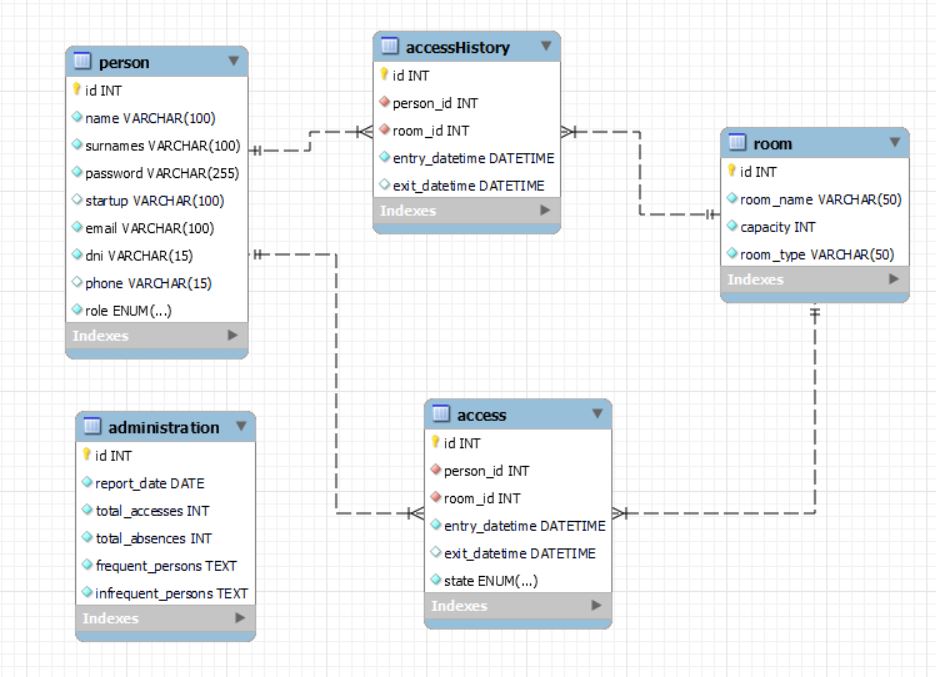 person
id INT
name VARCHAR(100)
surnames VARCHAR(100)
password VARCHAR(255)
startup VARCHAR(100)
email VARCHAR(100)
dni VARCHAR(15)
phone VARCHAR(15)
role ENUM(...)
Indexes
accessHistory
id INT
person_id INT
room_id INT
entry_datetime DATETIME
exit_datetime DATETIME
Indexes
room
id INT
room_name VARCHAR(50)
capacity INT
room_type VARCHAR(50)
Indexes
administration
id INT
report_date DATE
total_accesses INT
total_absences INT
frequent_persons TEXT
infrequent_persons TEXT
Indexes
access
id INT
person_id INT
room_id INT
entry_datetime DATETIME
exit_datetime DATETIME
state ENUM(...)
Indexes